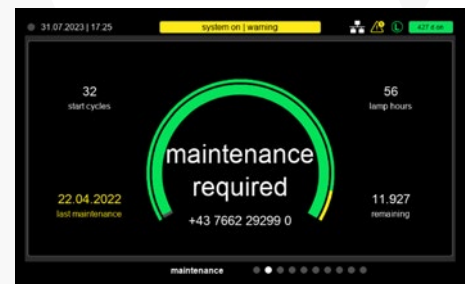 31.07.2023 | 17:25
system on | warning
32
start cycles
56
lamp hours
maintenance
required
+43 7662 29299 0
22.04.2022
last maintenance
11.927
remaining
maintenance